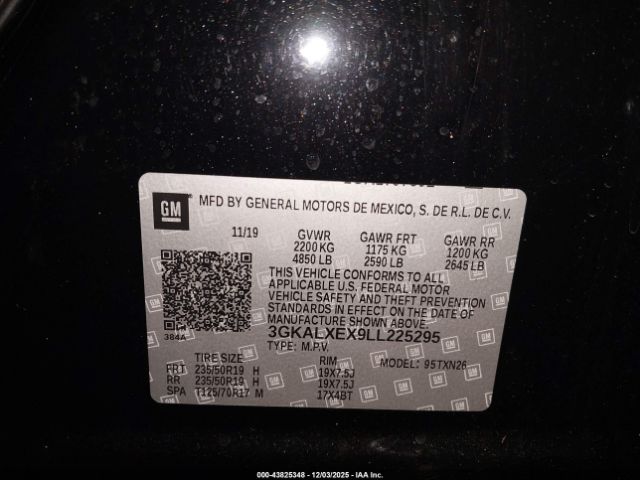 GM
MFD BY GENERAL MOTORS DE MEXICO, S. DE R.L. DE C.V.
11/19 GVWR GAWR FRT GAWR RR
2200 KG 1175 KG 1200 KG
4850 LB 2590 LB 2645 LB
THIS VEHICLE CONFORMS TO ALL
APPLICABLE U.S. FEDERAL MOTOR
VEHICLE SAFETY AND THEFT PREVENTION
STANDARDS IN EFFECT ON THE DATE OF
MANUFACTURE SHOWN ABOVE.
384A
3GKALXEX9LL225295
TYPE: M.P.V.
MODEL: 95TXN26
TIRE SIZE RIM
FRT 235/50R19 H 19X7.5J
RR 235/50R19 H 19X7.5J
SPA T125/70R17 M 17X4BT
000-43825348 - 12/03/2025 - IAA Inc.